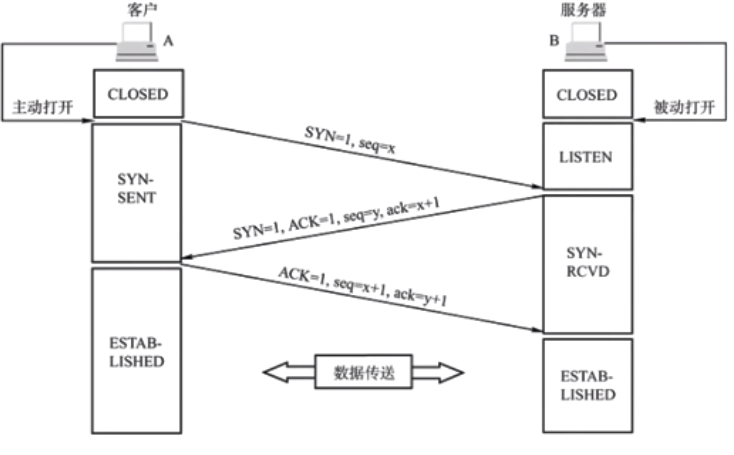 客户
服务器
A
B
CLOSED
CLOSED
主动打开
被动打开
SYN=1, seq=x
LISTEN
SYN-
SENT
SYN=1, ACK=1, seq=y, ack=x+1
SYN-
RCVD
ACK=1, seq=x+1, ack=y+1
ESTAB-
LISHED
数据传送
ESTAB-
LISHED